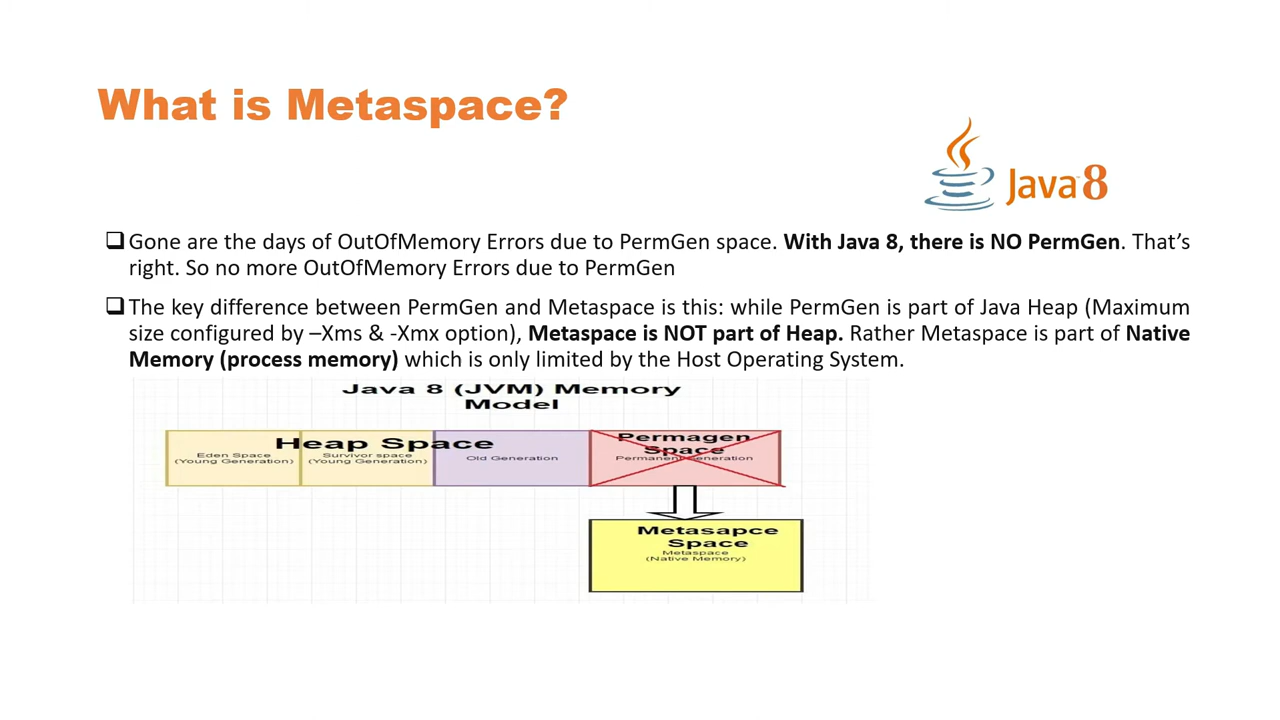 What is Metaspace?
Java 8
Gone are the days of OutOfMemory Errors due to PermGen space. With Java 8, there is NO PermGen. That's
right. So no more OutOfMemory Errors due to PermGen
The key difference between PermGen and Metaspace is this: while PermGen is part of Java Heap (Maximum
size configured by –Xms & -Xmx option), Metaspace is NOT part of Heap. Rather Metaspace is part of Native
Memory (process memory) which is only limited by the Host Operating System.
Java 8 (JVM) Memory
Model
Heap Space
Eden Space
(Young Generation)
Survivor space
(Young Generation)
Old Generation
Permagen
Space
Permanent Generation
Metasapce
Space
Metaspace
(Native Memory)